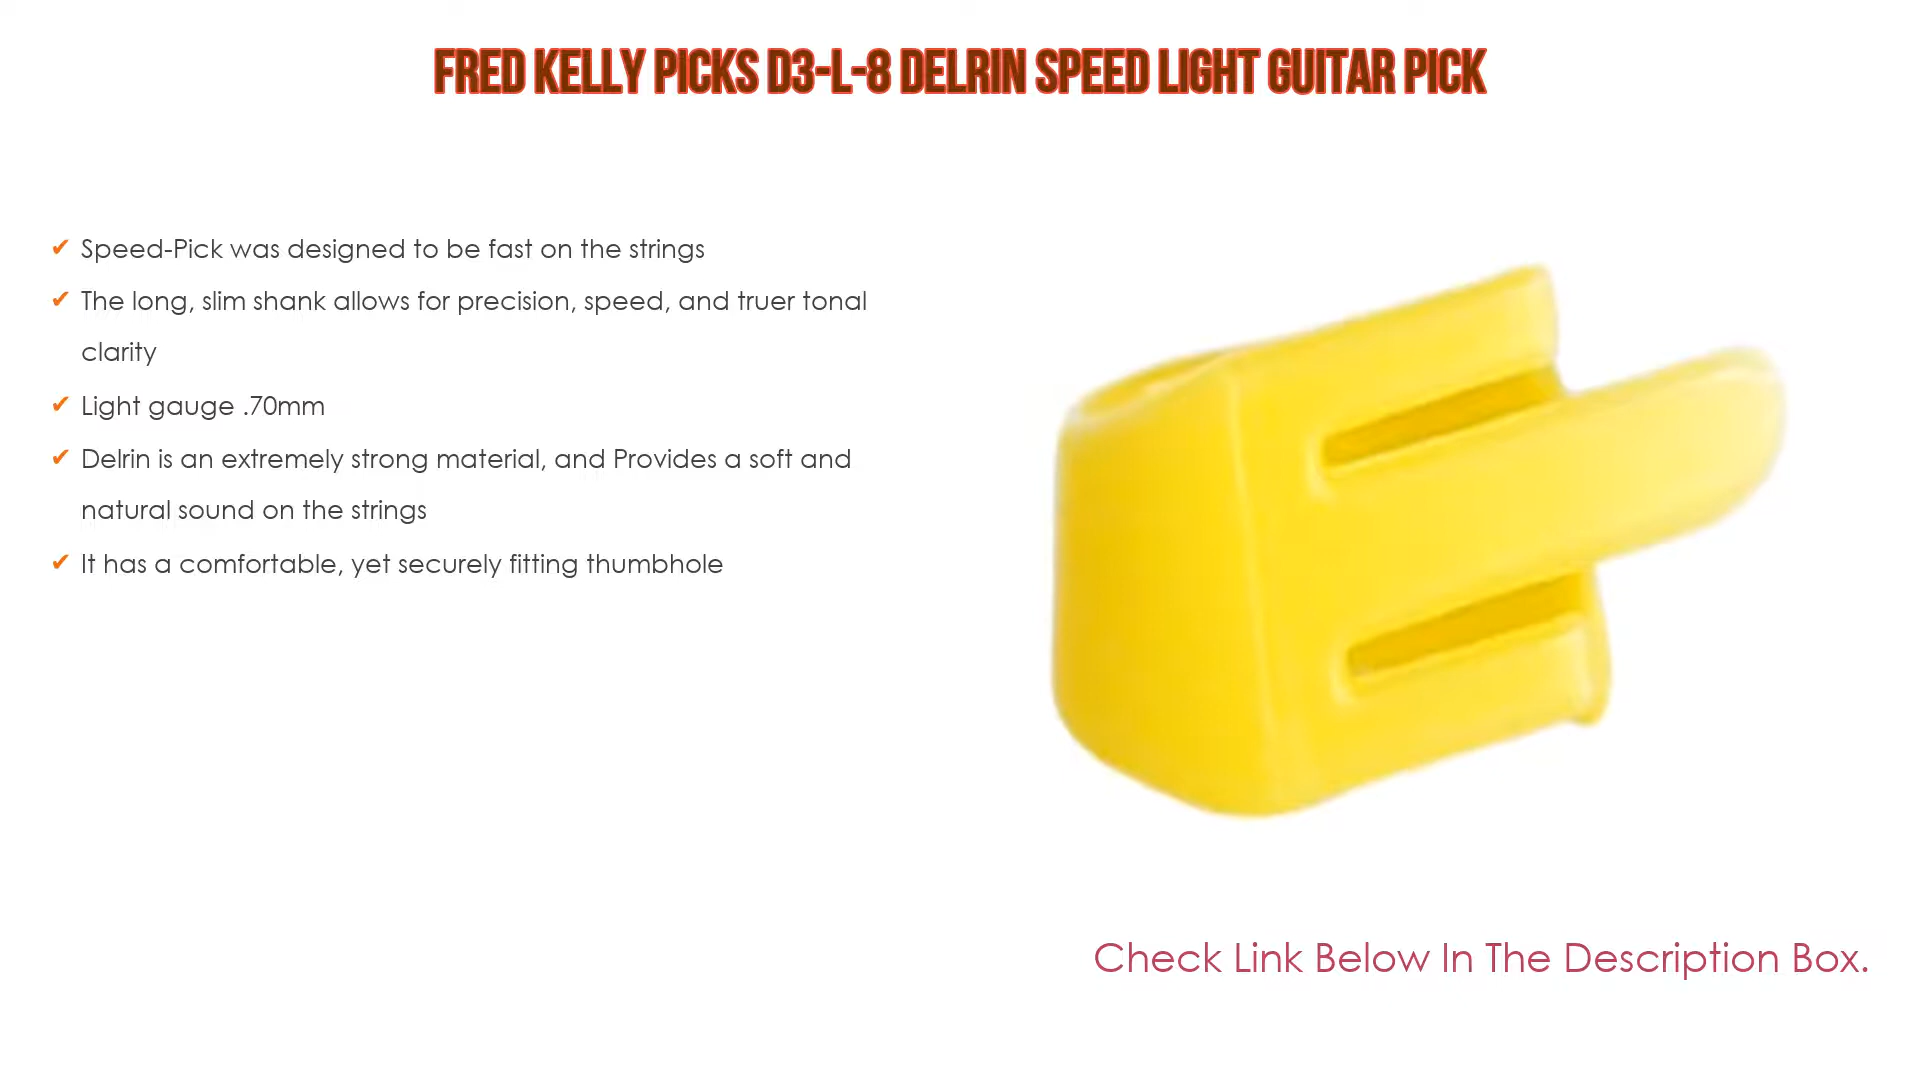 FRED KELLY PICKS D3-L-8 DELRIN SPEED LIGHT GUITAR PICK
✔ Speed-Pick was designed to be fast on the strings
✔ The long, slim shank allows for precision, speed, and truer tonal
clarity
✔ Light gauge .70mm
✔ Delrin is an extremely strong material, and Provides a soft and
natural sound on the strings
✔ It has a comfortable, yet securely fitting thumbhole
Check Link Below In The Description Box.